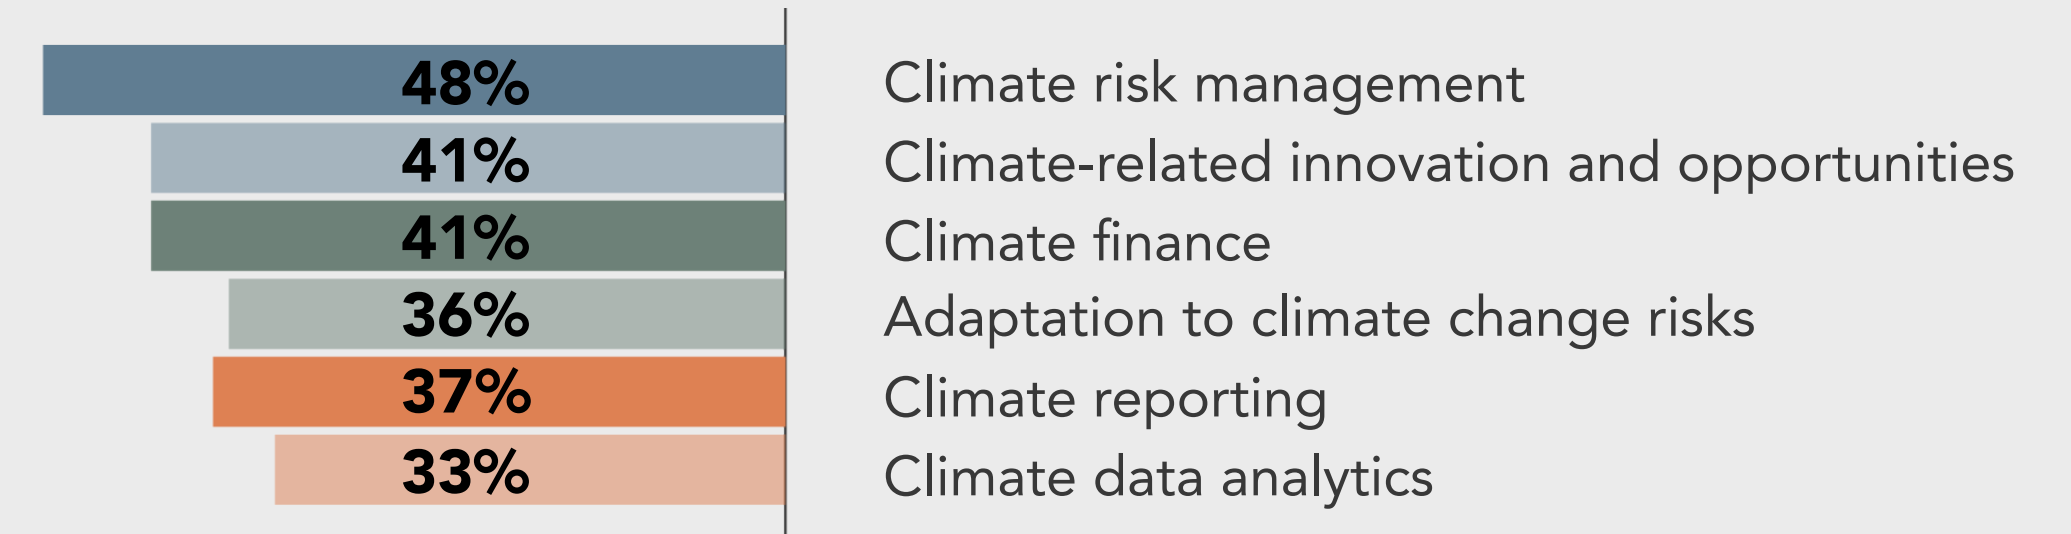 48% Climate risk management
41% Climate-related innovation and opportunities
41% Climate finance
36% Adaptation to climate change risks
37% Climate reporting
33% Climate data analytics